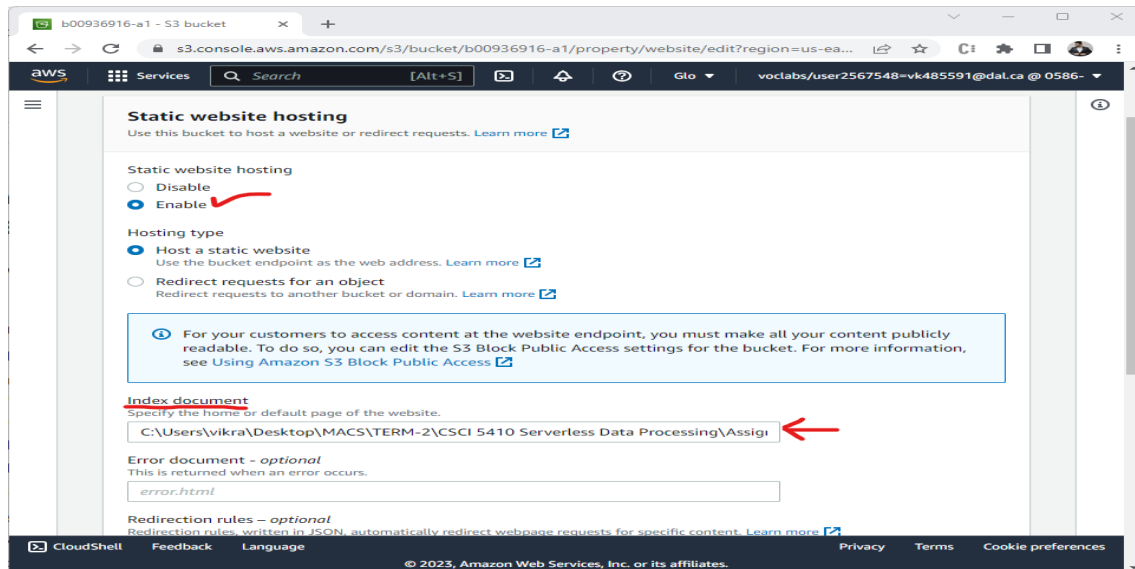 b00936916-a1 - S3 bucket
s3.console.aws.amazon.com/s3/bucket/b00936916-a1/property/website/edit?region=us-ea...
aws Services Search [Alt+S] Glo voclabs/user2567548=vk485591@dal.ca @ 0586-
Static website hosting
Use this bucket to host a website or redirect requests. Learn more
Static website hosting
Disable
Enable
Hosting type
Host a static website
Use the bucket endpoint as the web address. Learn more
Redirect requests for an object
Redirect requests to another bucket or domain. Learn more
For your customers to access content at the website endpoint, you must make all your content publicly
readable. To do so, you can edit the S3 Block Public Access settings for the bucket. For more information,
see Using Amazon S3 Block Public Access
Index document
Specify the home or default page of the website.
C:\Users\vikra\Desktop\MACS\TERM-2\CSCI 5410 Serverless Data Processing\Assig
Error document - optional
This is returned when an error occurs.
error.html
Redirection rules – optional
Redirection rules, written in JSON, automatically redirect webpage requests for specific content. Learn more
CloudShell Feedback Language Privacy Terms Cookie preferences
© 2023, Amazon Web Services, Inc. or its affiliates.